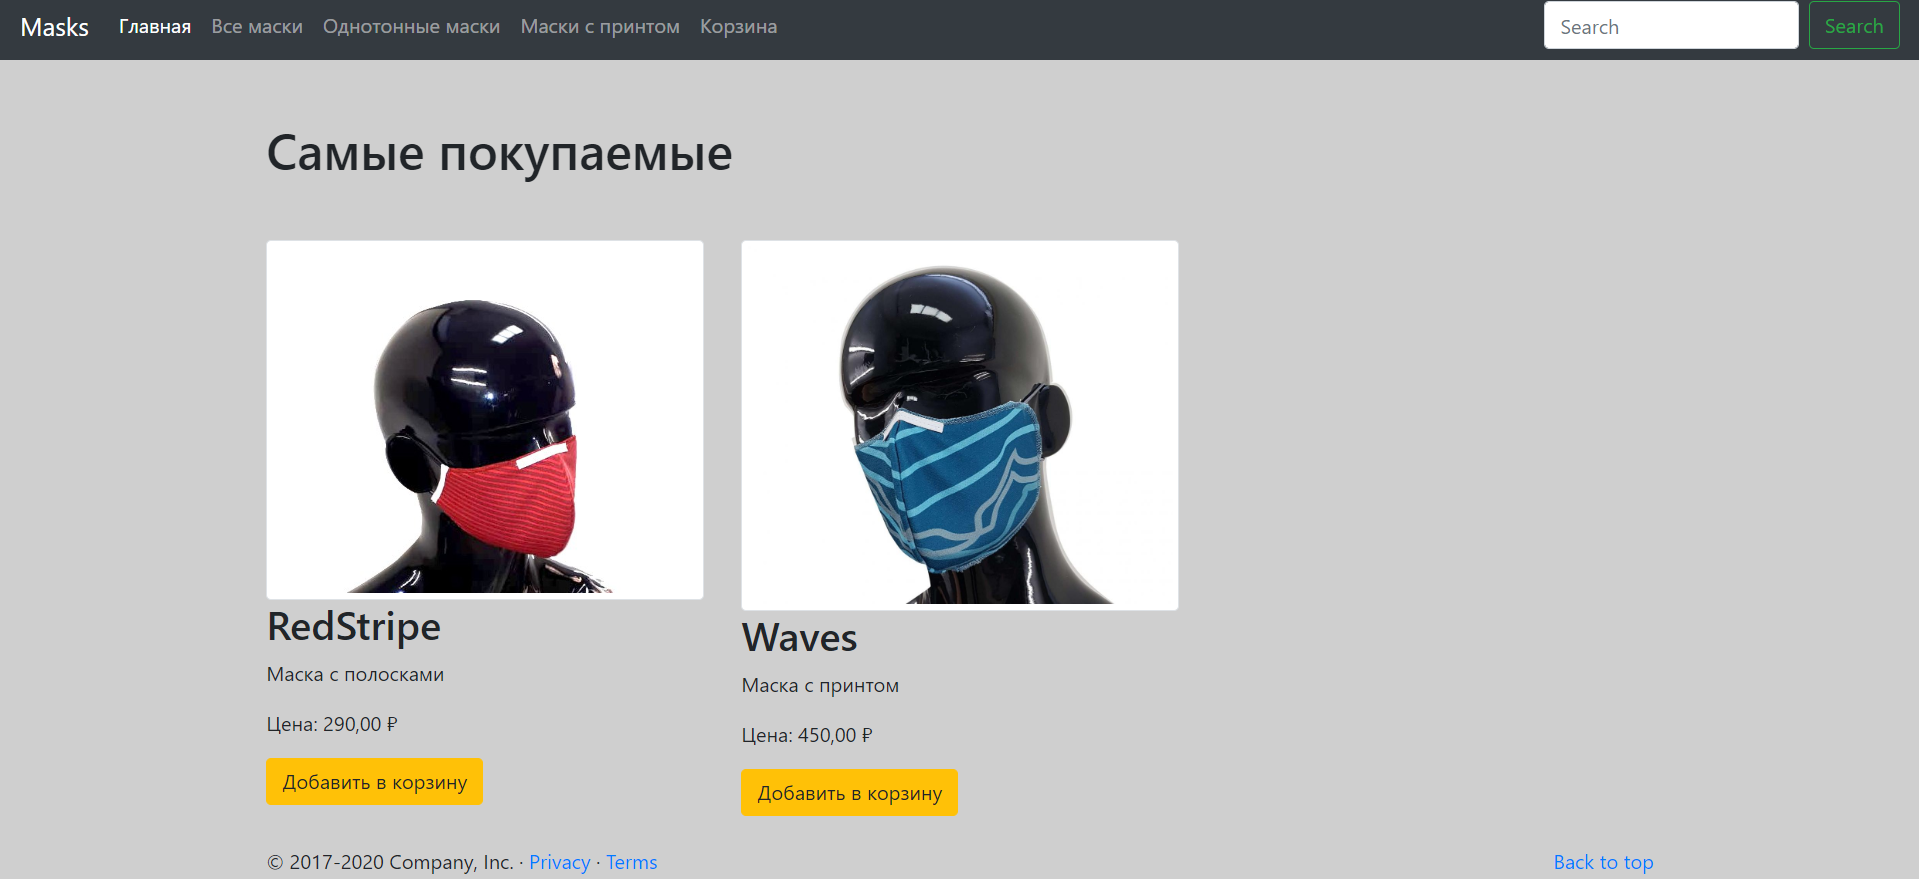 Masks Главная Все маски Однотонные маски Маски с принтом Корзина Search Search
Самые покупаемые
RedStripe
Маска с полосками
Цена: 290,00 ₽
Добавить в корзину
Waves
Маска с принтом
Цена: 450,00 ₽
Добавить в корзину
© 2017-2020 Company, Inc. · Privacy · Terms
Back to top